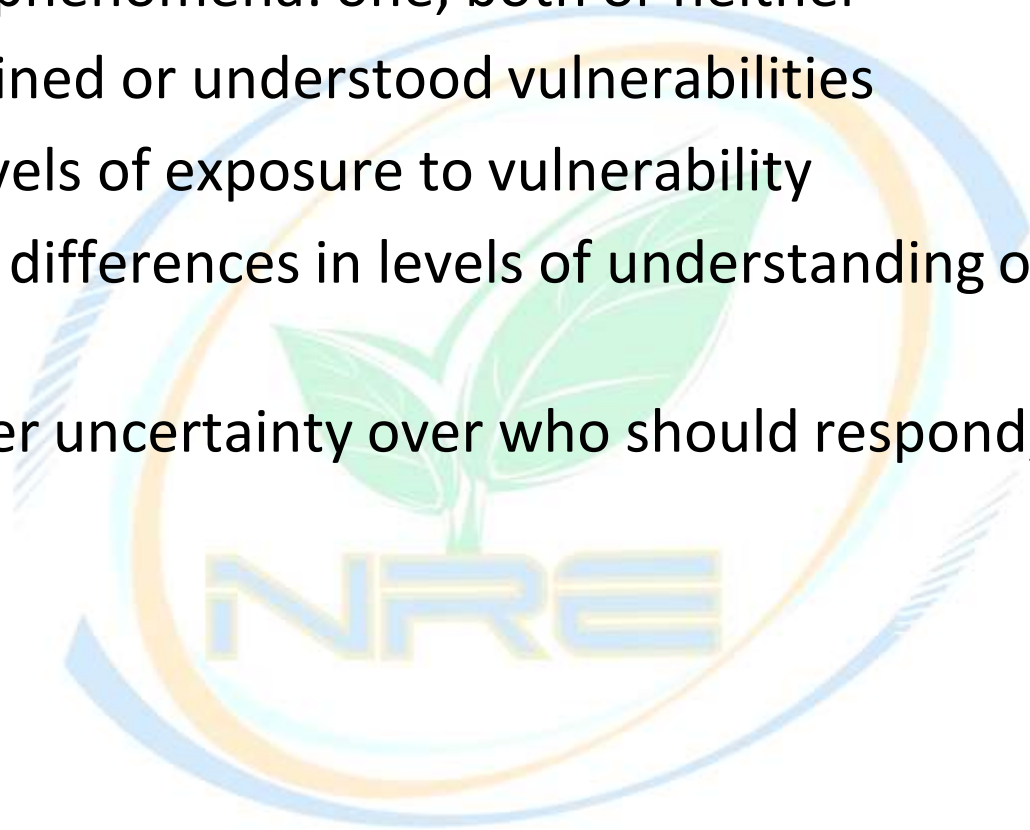 phenomena: one, both or neither
ined or understood vulnerabilities
vels of exposure to vulnerability
differences in levels of understanding o
er uncertainty over who should respond,
NRE